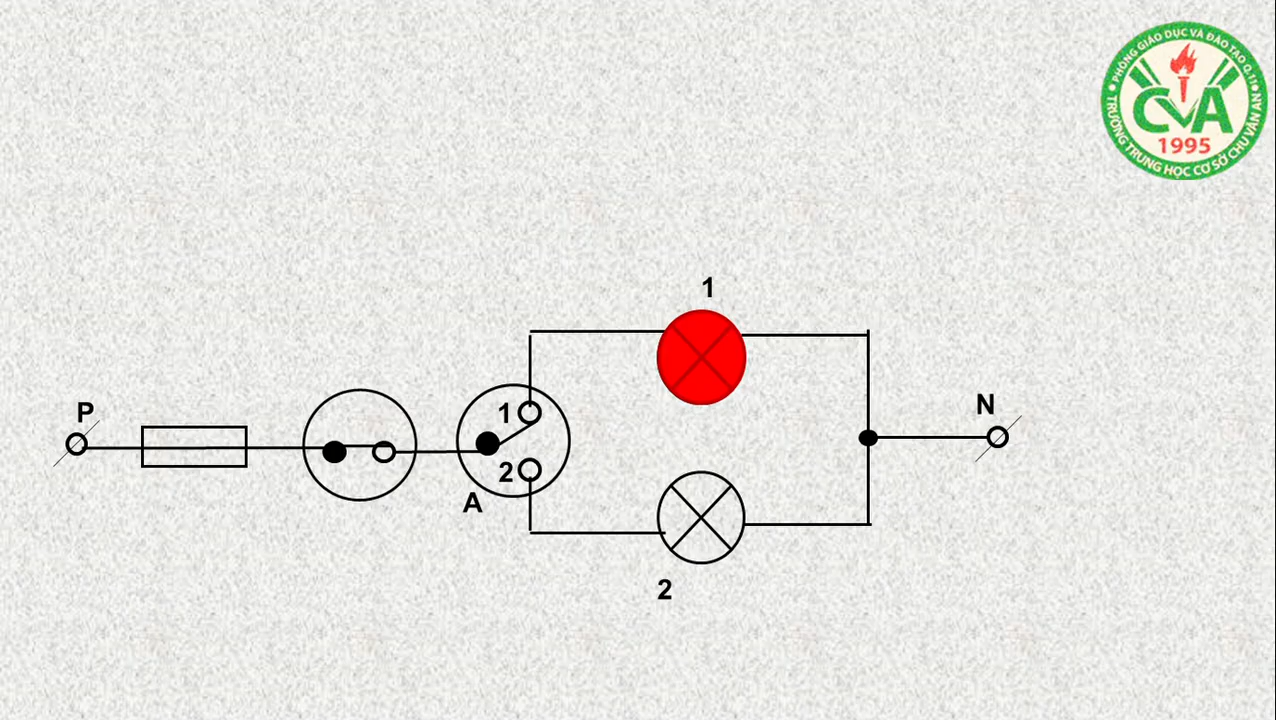 PHÒNG GIÁO DỤC VÀ ĐÀO TẠO Q.11
TRƯỜNG TRUNG HỌC CƠ SỞ CHU VĂN AN
CVA
1995
1
P
N
1
2
A
2